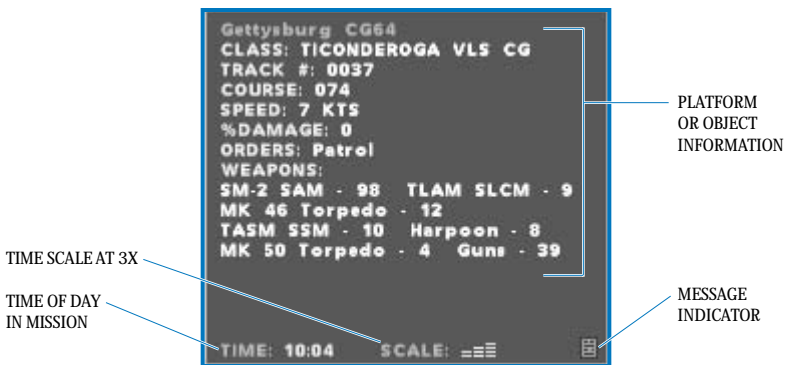 Gettysburg CG64
CLASS: TICONDEROGA VLS CG
TRACK #: 0037
COURSE: 074
SPEED: 7 KTS
%DAMAGE: 0
ORDERS: Patrol
WEAPONS:
SM-2 SAM - 98 TLAM SLCM - 9
MK 46 Torpedo - 12
TASM SSM - 10 Harpoon - 8
MK 50 Torpedo - 4 Guns - 39
TIME: 10:04 SCALE:
PLATFORM
OR OBJECT
INFORMATION
TIME SCALE AT 3X
TIME OF DAY
IN MISSION
MESSAGE
INDICATOR